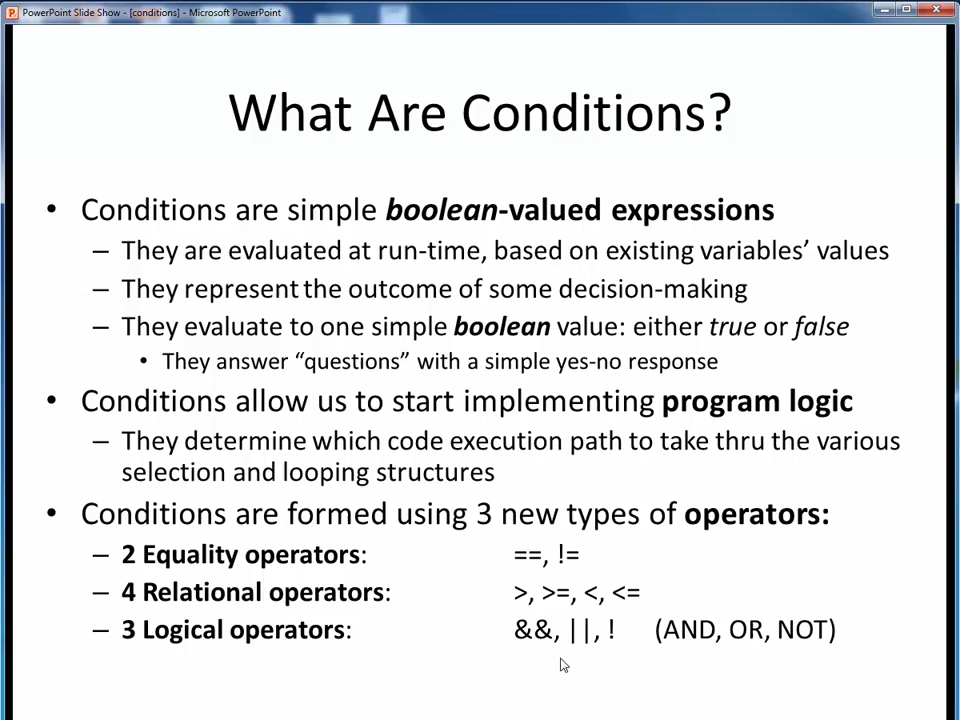 PowerPoint Slide Show - [conditions] - Microsoft PowerPoint
What Are Conditions?
• Conditions are simple boolean-valued expressions
– They are evaluated at run-time, based on existing variables’ values
– They represent the outcome of some decision-making
– They evaluate to one simple boolean value: either true or false
• They answer “questions” with a simple yes-no response
• Conditions allow us to start implementing program logic
– They determine which code execution path to take thru the various
selection and looping structures
• Conditions are formed using 3 new types of operators:
– 2 Equality operators: ==, !=
– 4 Relational operators: >, >=, <, <=
– 3 Logical operators: &&, ||, ! (AND, OR, NOT)